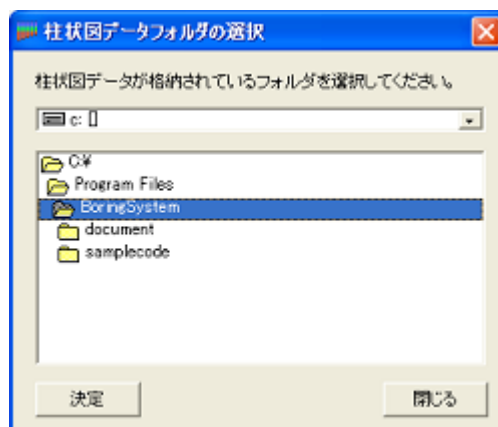 柱状図データフォルダの選択
柱状図データが格納されているフォルダを選択してください。
c: []
C:¥
Program Files
BoringSystem
document
samplecode
決定
閉じる